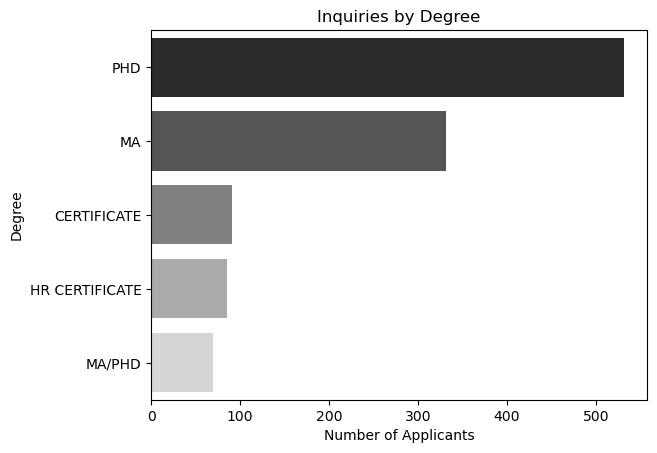 Inquiries by Degree
Degree
PHD
MA
CERTIFICATE
HR CERTIFICATE
MA/PHD
0 100 200 300 400 500
Number of Applicants